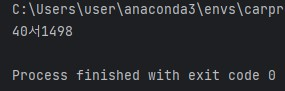 C:\Users\user\anaconda3\envs\carpr
40서1498
Process finished with exit code 0